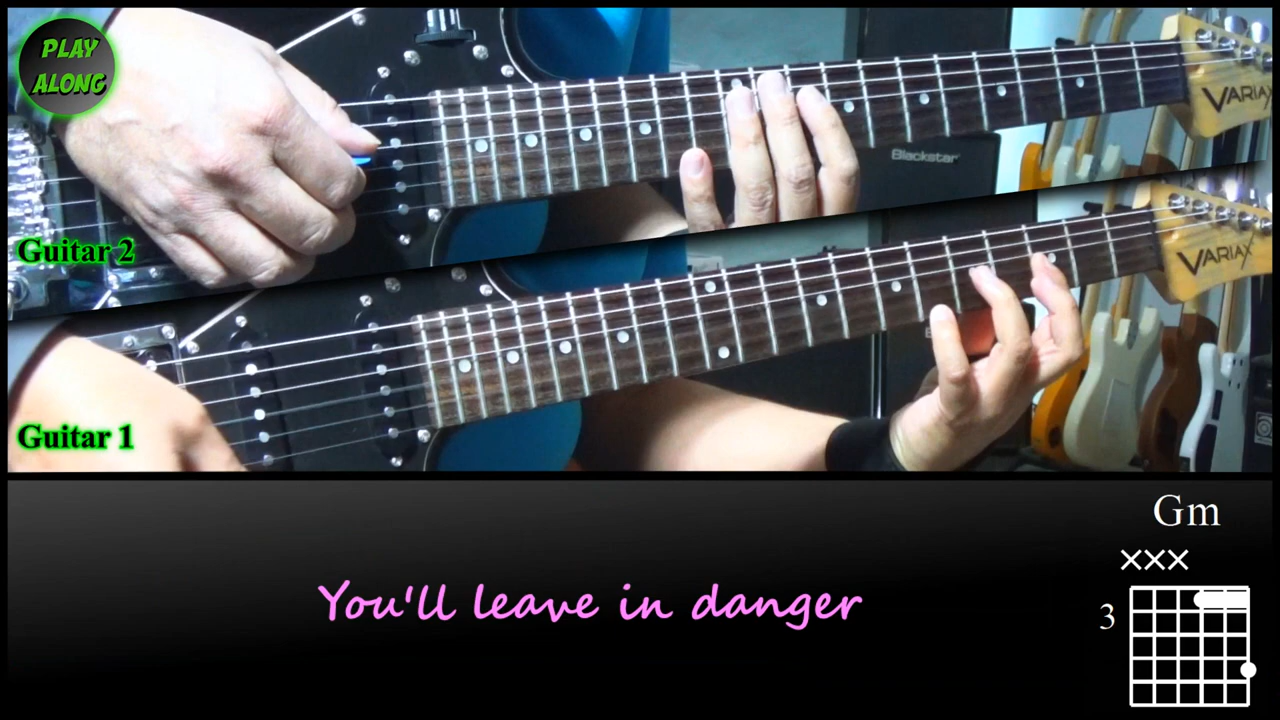 PLAY
ALONG
VARIAX
Blackstar
Guitar 2
VARIAX
Guitar 1
Gm
×××
You'll leave in danger
3